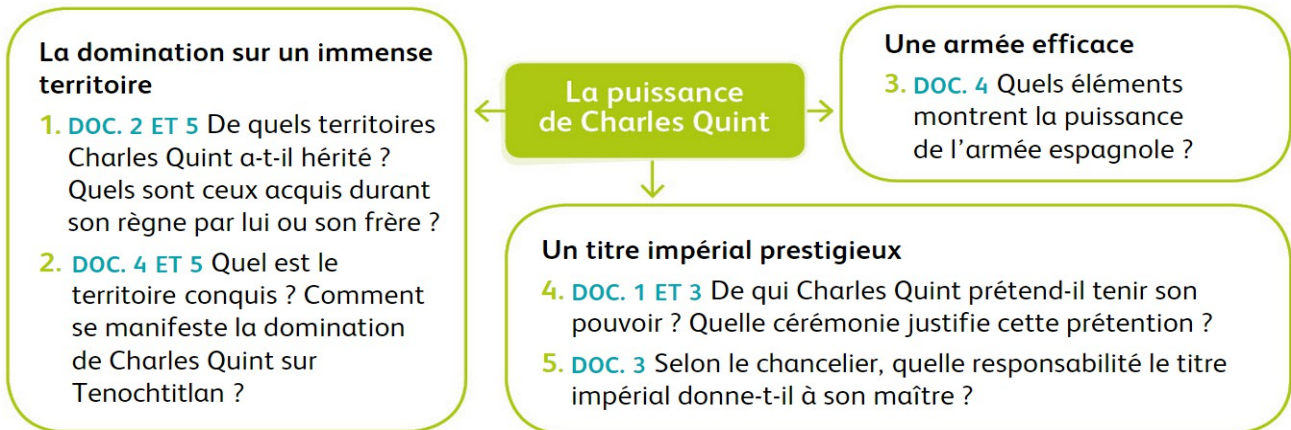 La domination sur un immense
territoire
1. DOC. 2 ET 5 De quels territoires
Charles Quint a-t-il hérité ?
Quels sont ceux acquis durant
son règne par lui ou son frère ?
2. DOC. 4 ET 5 Quel est le
territoire conquis ? Comment
se manifeste la domination
de Charles Quint sur
Tenochtitlan ?
La puissance
de Charles Quint
Une armée efficace
3. DOC. 4 Quels éléments
montrent la puissance
de l'armée espagnole ?
Un titre impérial prestigieux
4. DOC. 1 ET 3 De qui Charles Quint prétend-il tenir son
pouvoir ? Quelle cérémonie justifie cette prétention ?
5. DOC. 3 Selon le chancelier, quelle responsabilité le titre
impérial donne-t-il à son maître ?